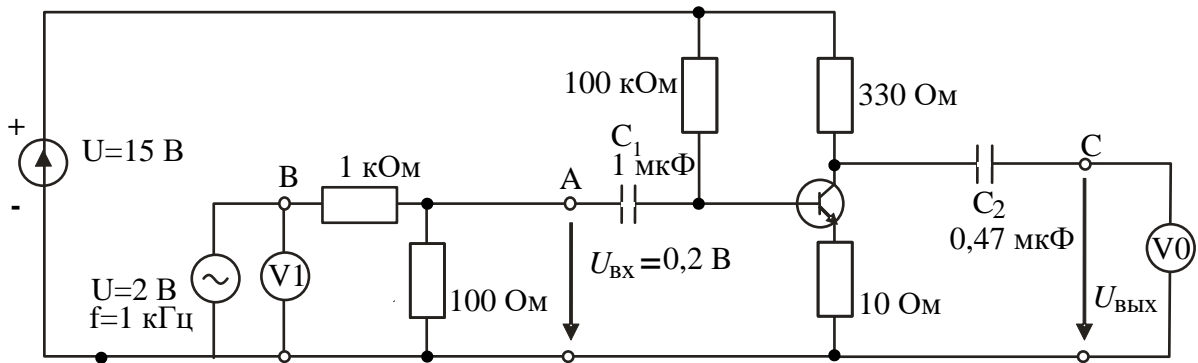 100 кОм
330 Ом
+
U=15 В
-
C₁
1 мкФ
1 кОм
B
A
C
C₂
0,47 мкФ
V1
V0
Uвх = 0,2 В
U=2 В
f=1 кГц
100 Ом
10 Ом
Uвых